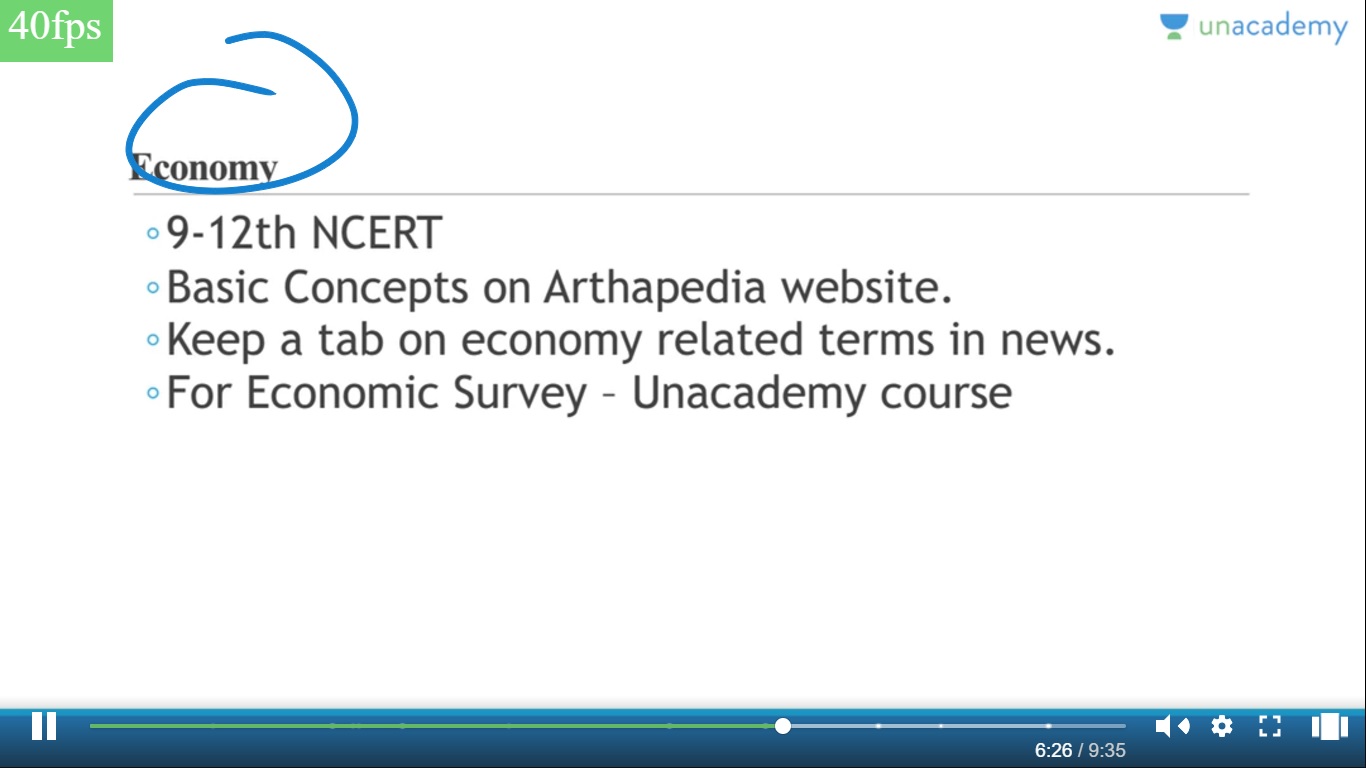 40fps
unacademy
Economy
◦9-12th NCERT
◦Basic Concepts on Arthapedia website.
◦Keep a tab on economy related terms in news.
◦For Economic Survey – Unacademy course
6:26 / 9:35